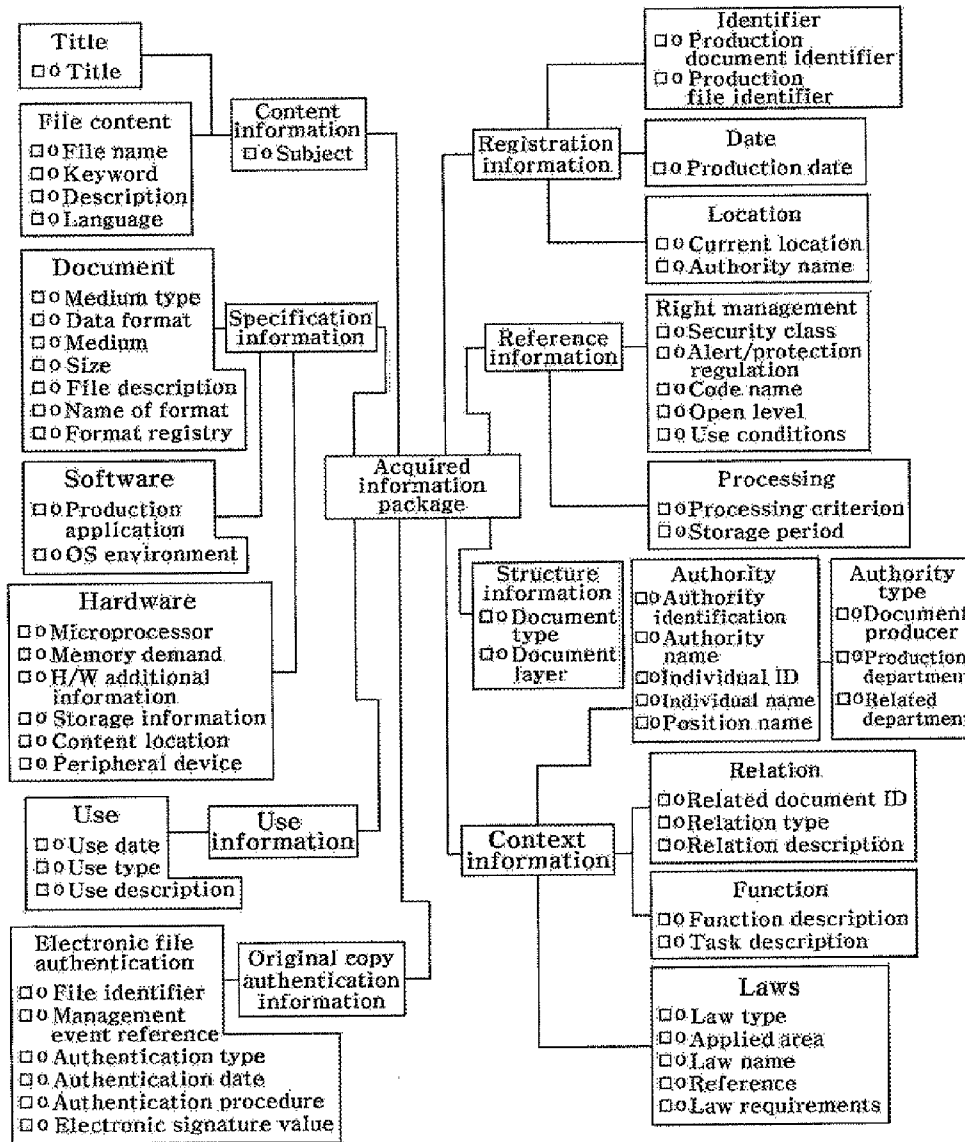 Title
Title
File content
File name
Keyword
Description
Language
Content
information
Subject
Document
Medium type
Data format
Medium
Size
File description
Name of format
Format registry
Specification
information
Software
Production
application
OS environment
Hardware
Microprocessor
Memory demand
H/W additional
information
Storage information
Content location
Peripheral device
Use
Use date
Use type
Use description
Use
information
Electronic file
authentication
File identifier
Management
event reference
Authentication type
Authentication date
Authentication procedure
Electronic signature value
Original copy
authentication
information
Acquired
information
package
Registration
information
Identifier
Production
document identifier
Production
file identifier
Date
Production date
Location
Current location
Authority name
Reference
information
Right management
Security class
Alert/protection
regulation
Code name
Open level
Use conditions
Processing
Processing criterion
Storage period
Structure
information
Document
type
Document
layer
Authority
Authority
identification
Authority
name
Individual ID
Individual name
Position name
Authority
type
Document
producer
Production
department
Related
department
Context
information
Relation
Related document ID
Relation type
Relation description
Function
Function description
Task description
Laws
Law type
Applied area
Law name
Reference
Law requirements